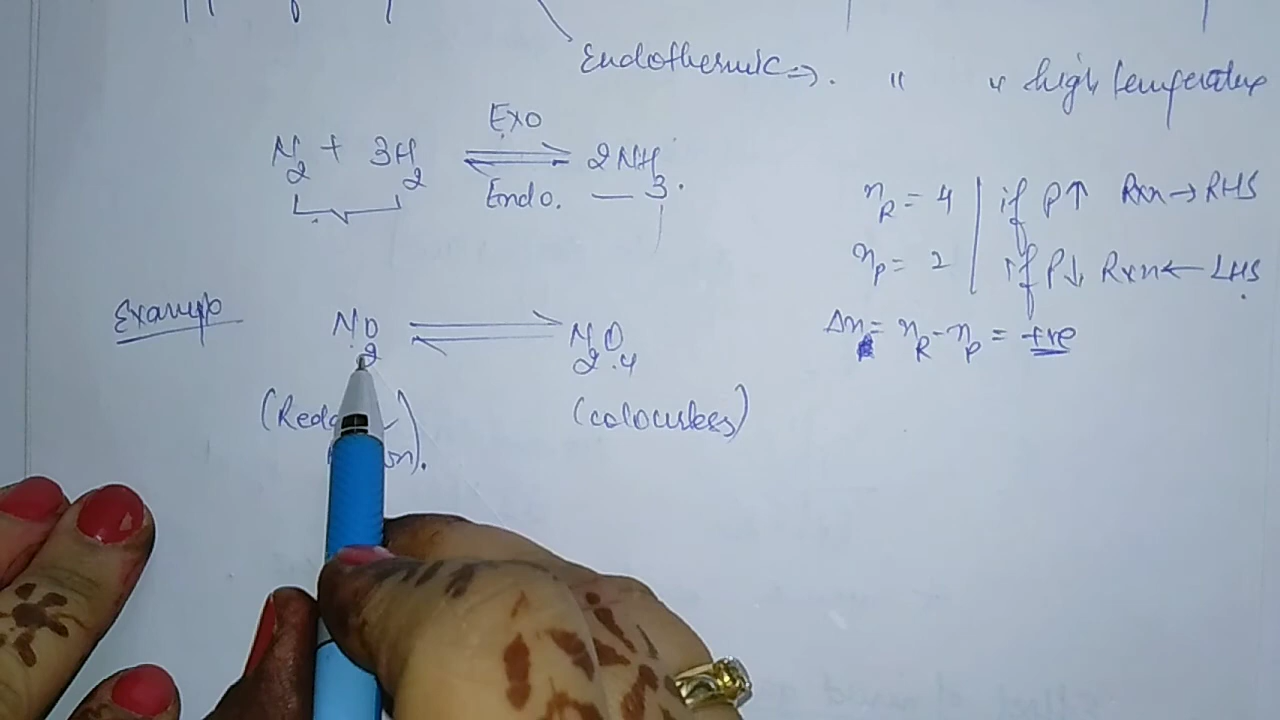 Endothermic ⇒. " " high temperature
Exo
N2 + 3H2 ⇌ 2NH3.
Endo.
nR = 4 | if P↑ Rxn → RHS
nP = 2 | if P↓ Rxn ← LHS
Δn = nR - nP = +ve
Example NO2 ⇌ N2O4
(colourless)